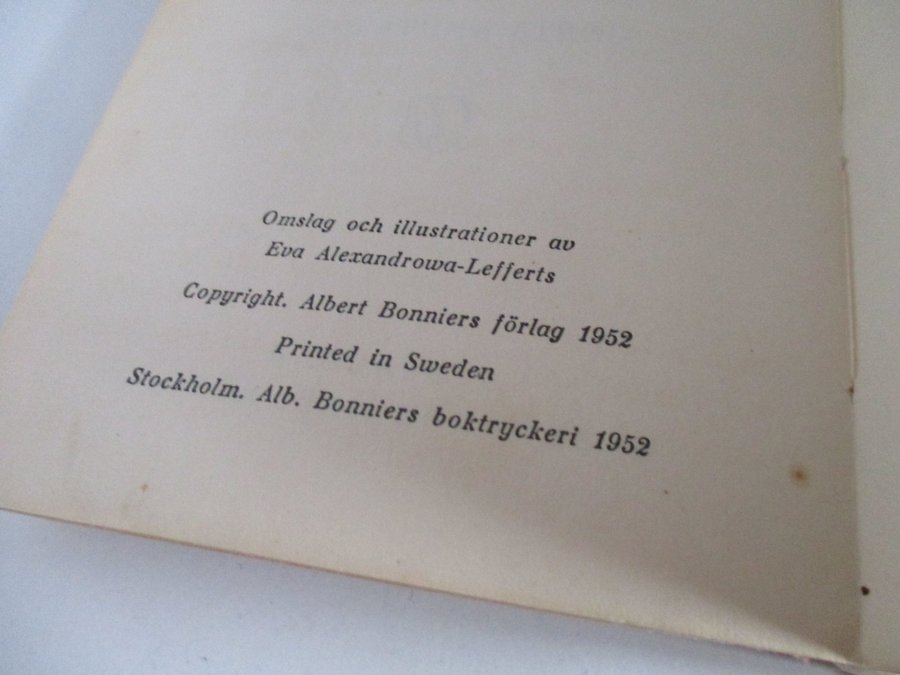 Omslag och illustrationer av
Eva Alexandrowa-Lefferts
Copyright. Albert Bonniers förlag 1952
Printed in Sweden
Stockholm. Alb. Bonniers boktryckeri 1952